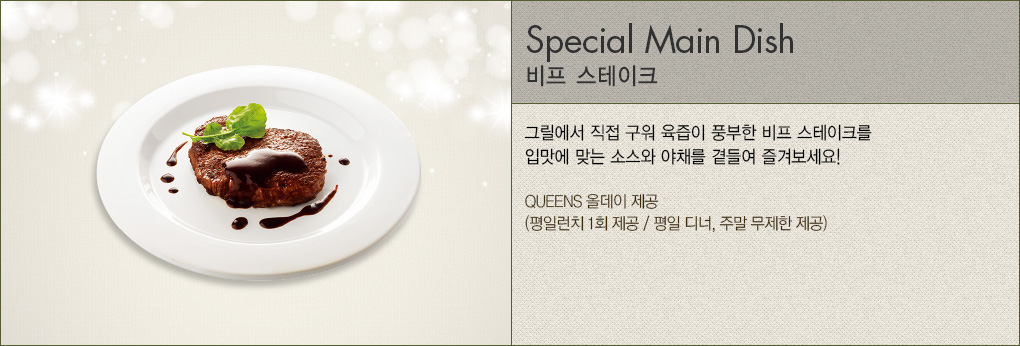 Special Main Dish
비프 스테이크
그릴에서 직접 구워 육즙이 풍부한 비프 스테이크를
입맛에 맞는 소스와 야채를 곁들여 즐겨보세요!
QUEENS 올데이 제공
(평일런치 1회 제공 / 평일 디너, 주말 무제한 제공)